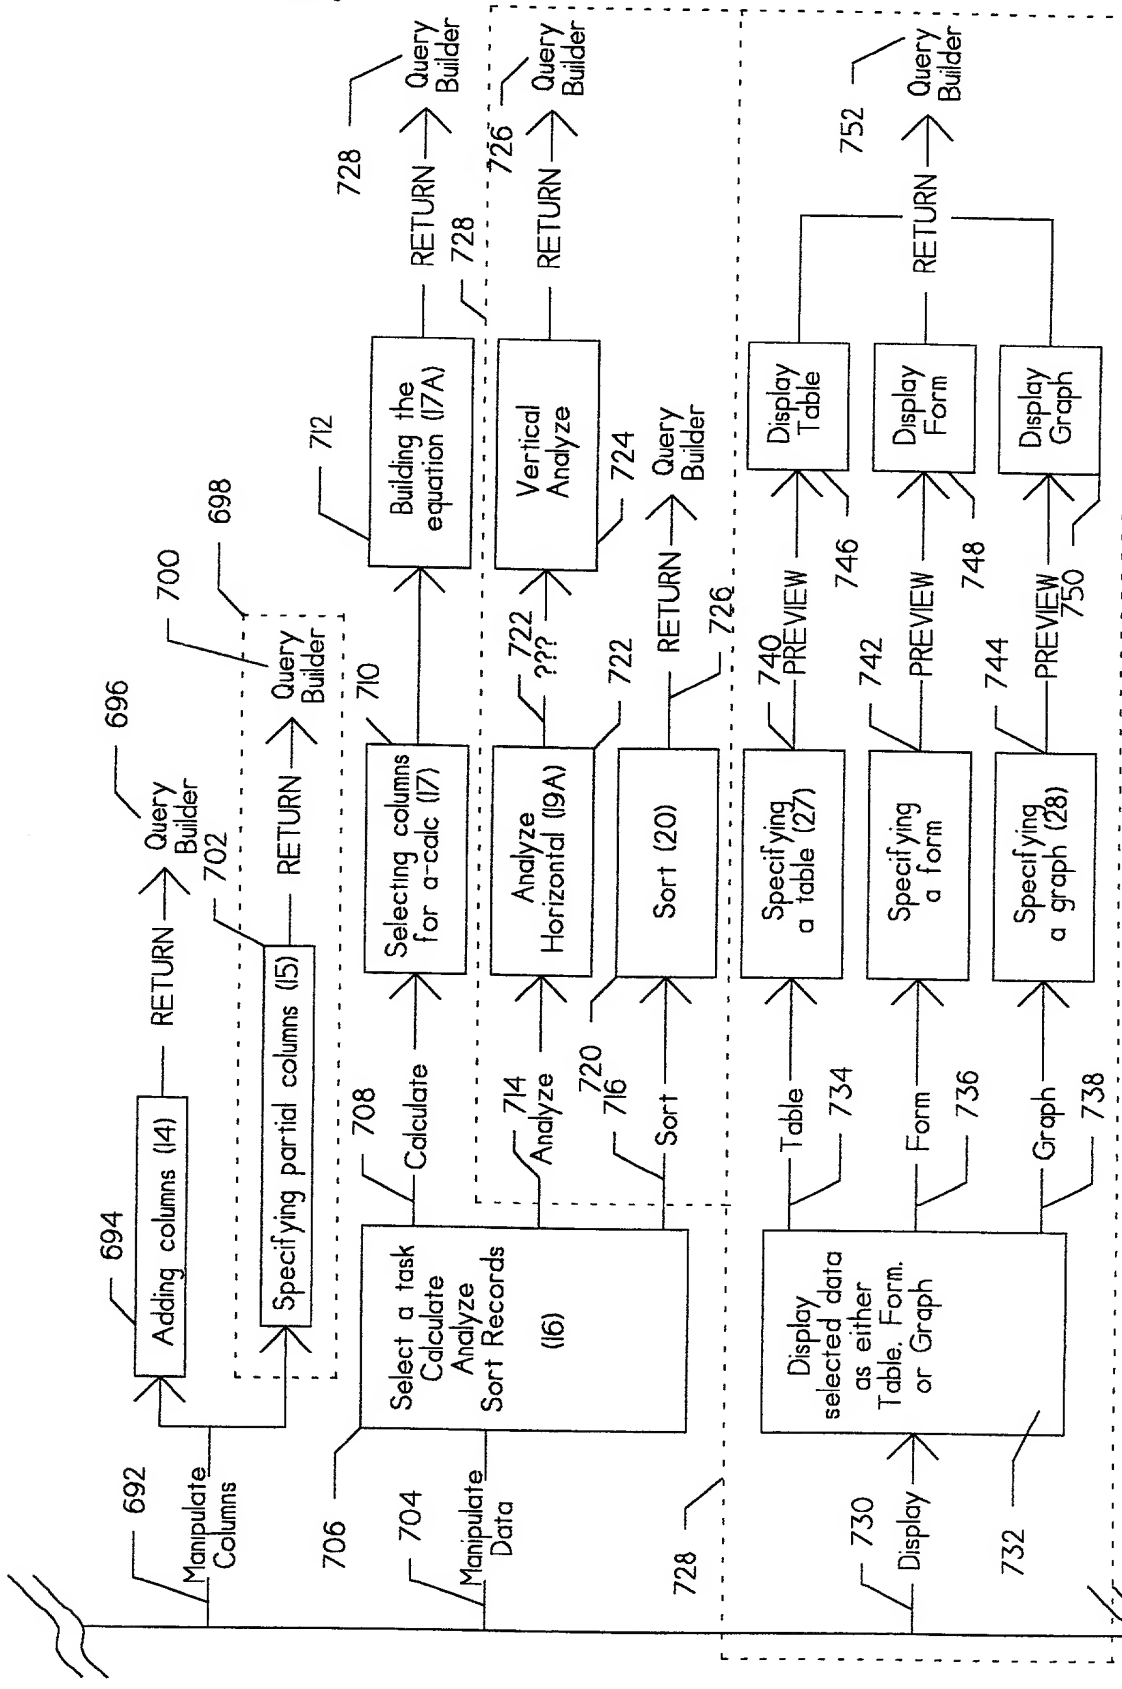 692
Manipulate
Columns
694
Adding columns (14)
RETURN
696
Query
Builder
Specifying partial columns (15)
702
RETURN
700
698
Query
Builder
704
Manipulate
Data
706
Select a task
Calculate
Analyze
Sort Records
(16)
708
Calculate
710
Selecting columns
for a-calc (17)
712
Building the
equation (17A)
RETURN
728
Query
Builder
728
714
Analyze
Analyze
Horizontal (19A)
722
???
722
Vertical
Analyze
724
RETURN
726
Query
Builder
716
Sort
720
Sort (20)
RETURN
726
Query
Builder
728
730
Display
732
Display
selected data
as either
Table. Form.
or Graph
Table
734
Specifying
a table (27)
740
PREVIEW
746
Display
Table
Form
736
Specifying
a form
742
PREVIEW
748
Display
Form
RETURN
752
Query
Builder
Graph
738
Specifying
a graph (28)
744
PREVIEW
750
Display
Graph